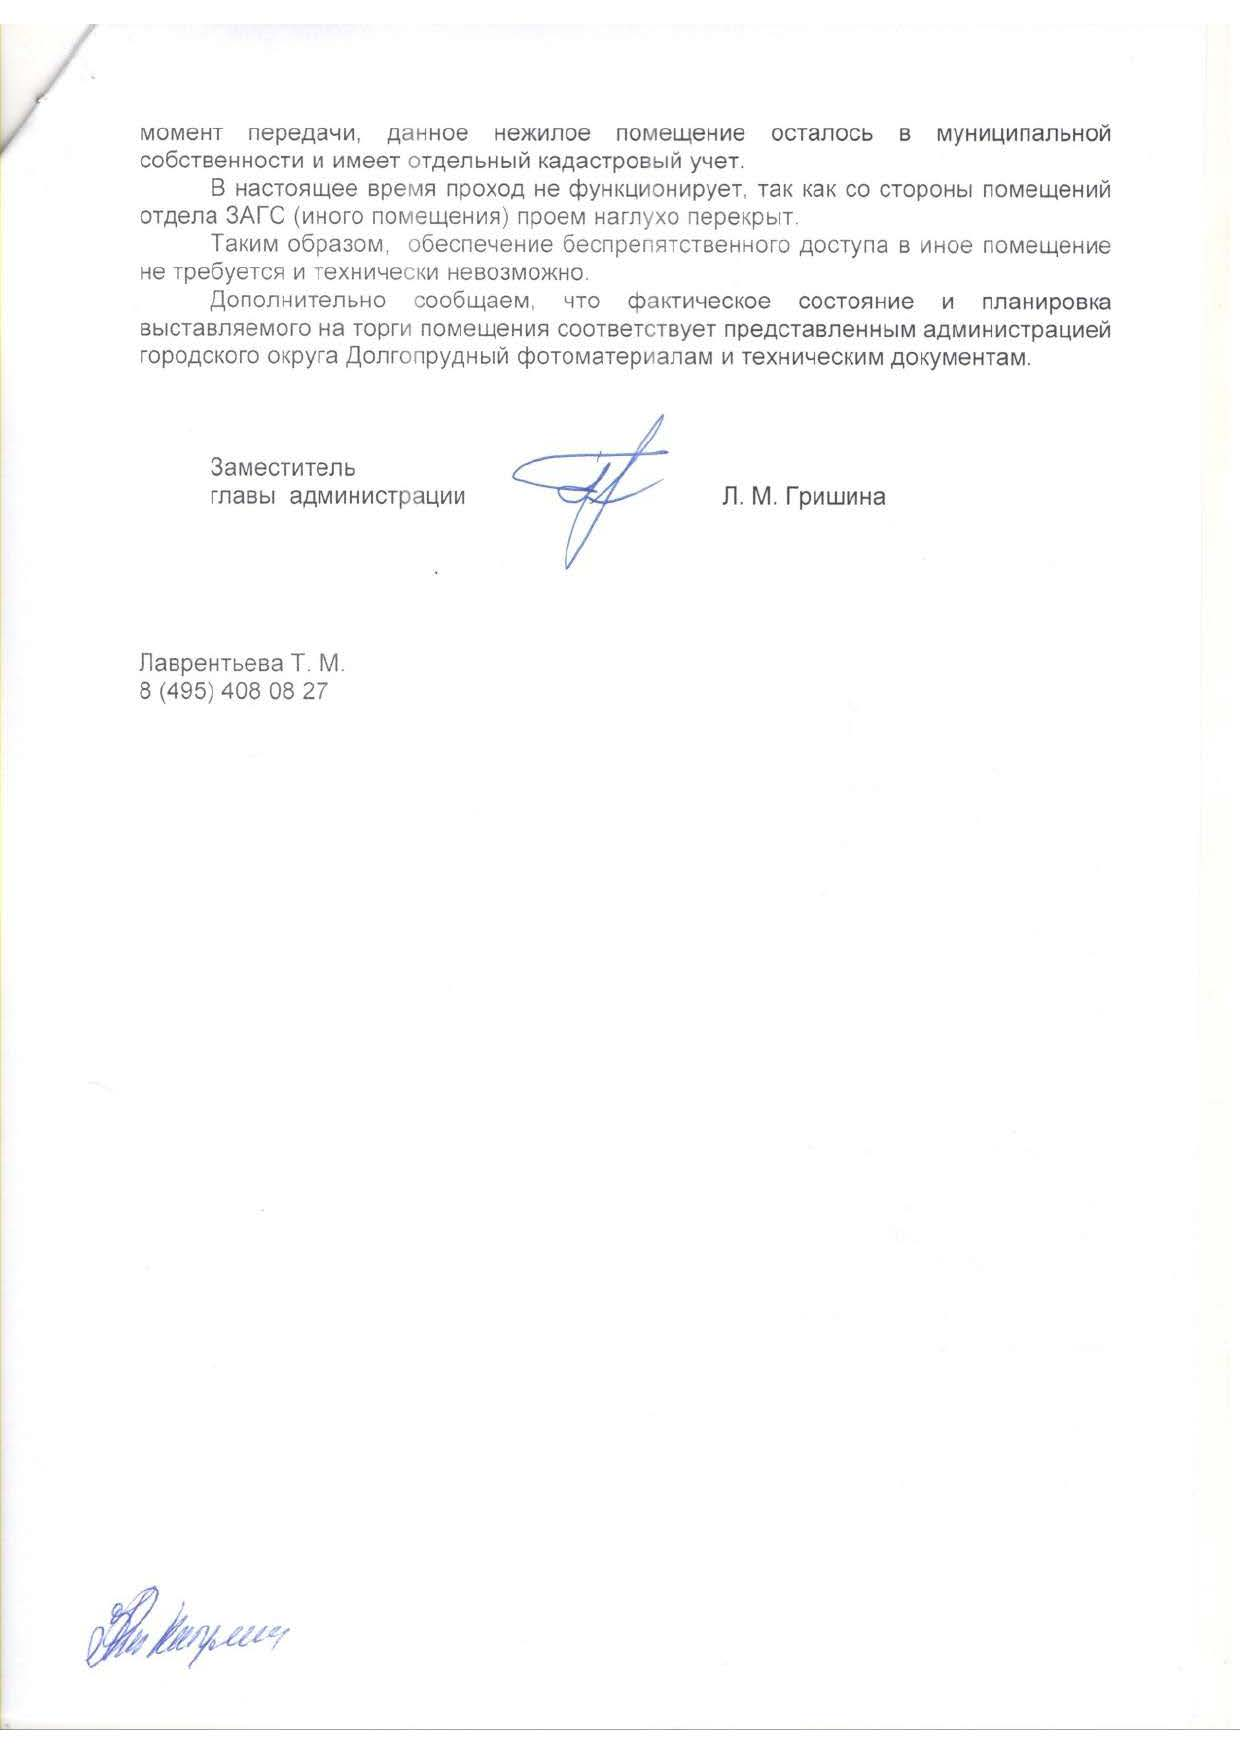 момент передачи, данное нежилое помещение осталось в муниципальной
собственности и имеет отдельный кадастровый учет.
В настоящее время проход не функционирует, так как со стороны помещений
отдела ЗАГС (иного помещения) проем наглухо перекрыт.
Таким образом, обеспечение беспрепятственного доступа в иное помещение
не требуется и технически невозможно.
Дополнительно сообщаем, что фактическое состояние и планировка
выставляемого на торги помещения соответствует представленным администрацией
городского округа Долгопрудный фотоматериалам и техническим документам.
Заместитель
главы администрации Л. М. Гришина
Лаврентьева Т. М.
8 (495) 408 08 27